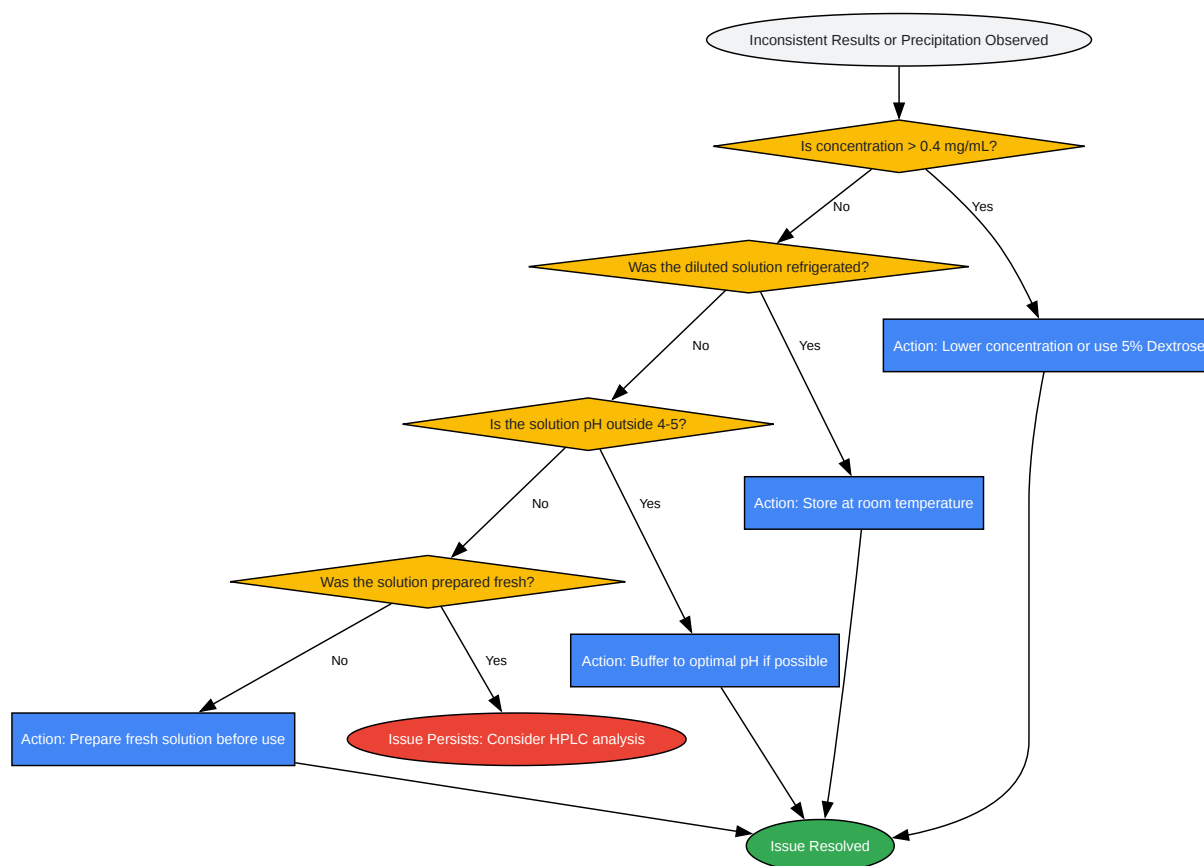 Inconsistent Results or Precipitation Observed
Is concentration > 0.4 mg/mL?
No
Yes
Was the diluted solution refrigerated?
No
Yes
Action: Lower concentration or use 5% Dextrose
Is the solution pH outside 4-5?
No
Yes
Action: Store at room temperature
Was the solution prepared fresh?
No
Yes
Action: Buffer to optimal pH if possible
Action: Prepare fresh solution before use
Issue Persists: Consider HPLC analysis
Issue Resolved